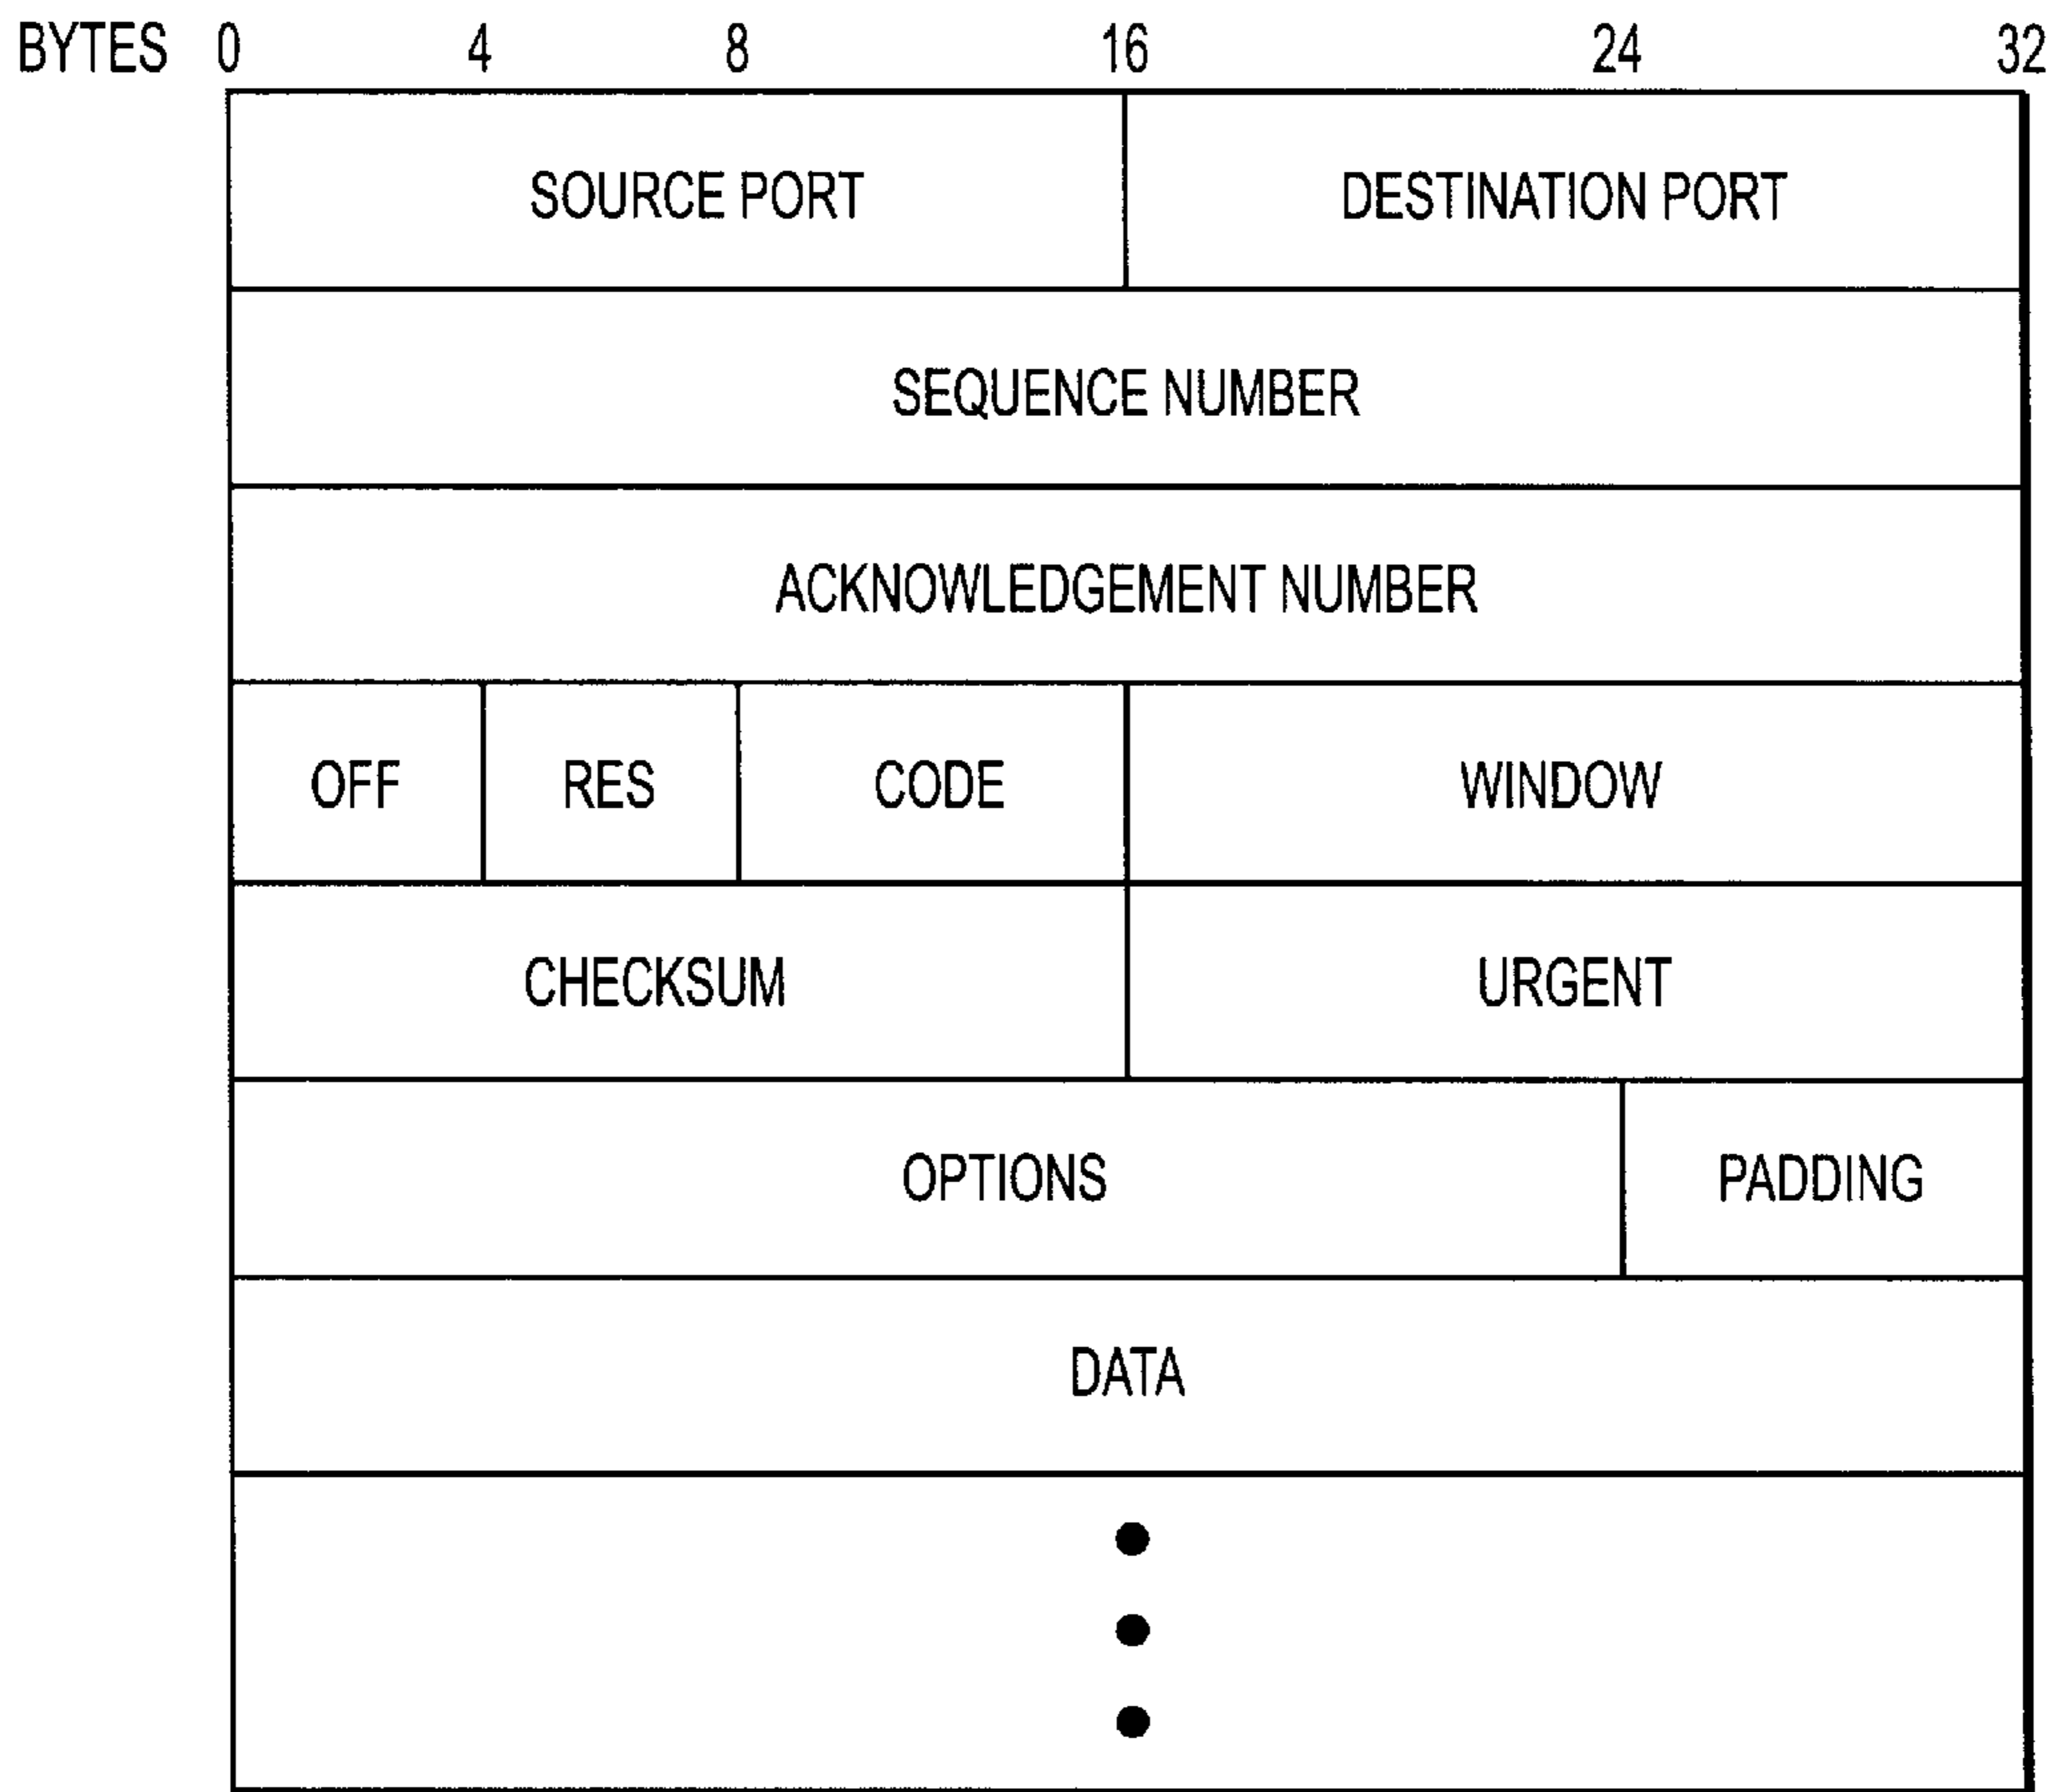 BYTES 0 4 8 16 24 32
SOURCE PORT DESTINATION PORT
SEQUENCE NUMBER
ACKNOWLEDGEMENT NUMBER
OFF RES CODE WINDOW
CHECKSUM URGENT
OPTIONS PADDING
DATA